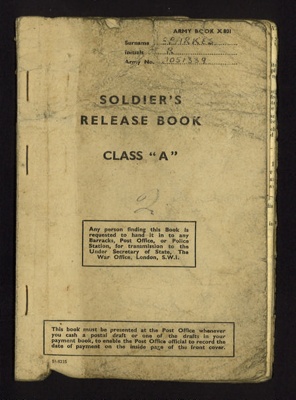 ARMY BOOK X 801
Surname SPARKES
Initials R
Army No.
SOLDIER'S
RELEASE BOOK
CLASS "A"
2
Any person finding this Book is
requested to hand it in to any
Barracks, Post Office, or Police
Station, for transmission to the
Under Secretary of State, The
War Office, London, S.W.1.
This book must be presented at the Post Office whenever
you cash a postal draft or one of the drafts in your
payment book, to enable the Post Office official to record the
date of payment on the inside page of the front cover.